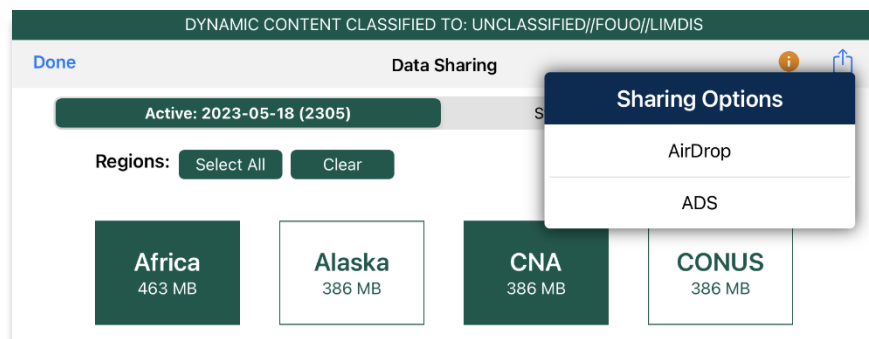 DYNAMIC CONTENT CLASSIFIED TO: UNCLASSIFIED//FOUO//LIMDIS
Done
Data Sharing
i
Sharing Options
AirDrop
ADS
Active: 2023-05-18 (2305)
S
Regions:
Select All
Clear
Africa
463 MB
Alaska
386 MB
CNA
386 MB
CONUS
386 MB